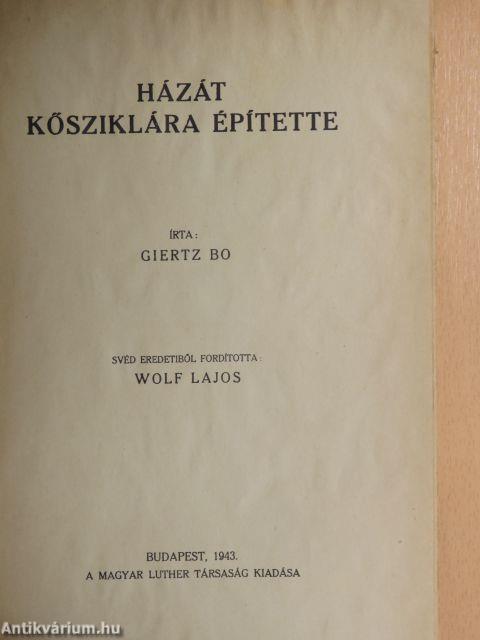 HÁZÁT
KŐSZIKLÁRA ÉPÍTETTE
ÍRTA:
GIERTZ BO
SVÉD EREDETIBŐL FORDÍTOTTA:
WOLF LAJOS
BUDAPEST, 1943.
A MAGYAR LUTHER TÁRSASÁG KIADÁSA
Antikvárium.hu